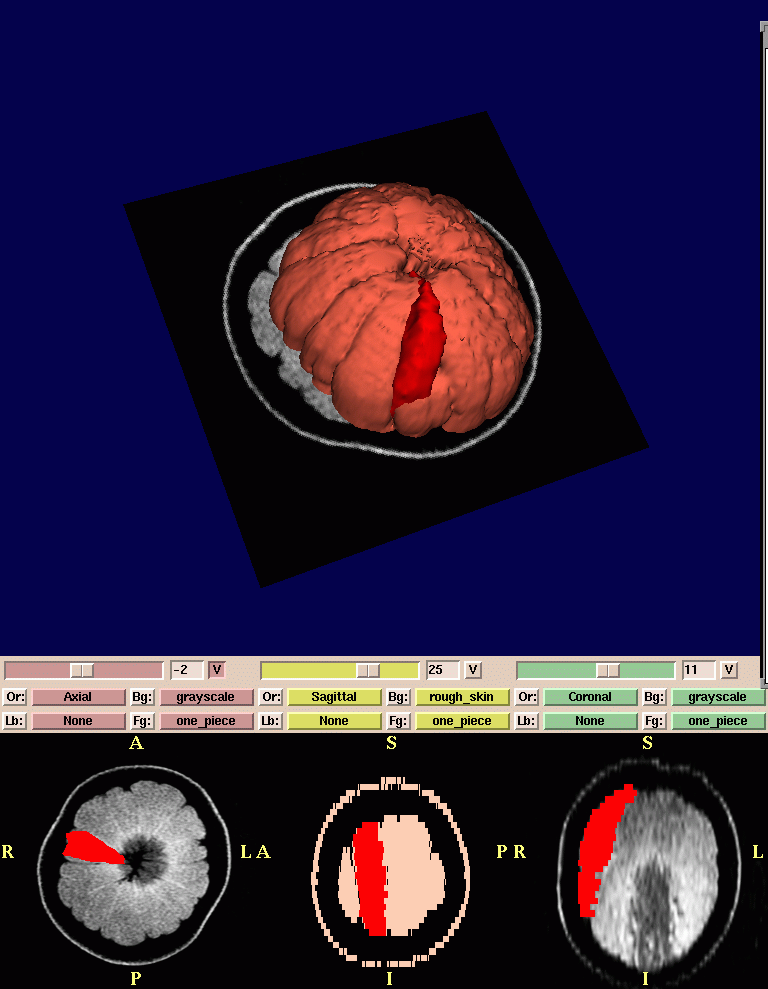 -2 V 25 V 11 V
Or: Axial Bg: grayscale Or: Sagittal Bg: rough_skin Or: Coronal Bg: grayscale
Lb: None Fg: one_piece Lb: None Fg: one_piece Lb: None Fg: one_piece
A S S
R L A P R L
P I I